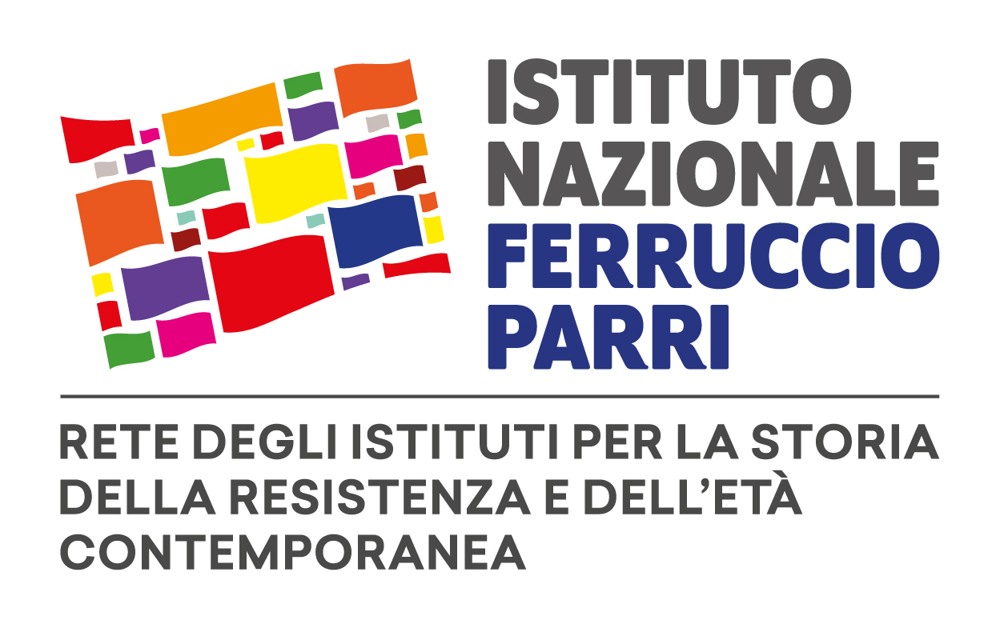 ISTITUTO
NAZIONALE
FERRUCCIO
PARRI
RETE DEGLI ISTITUTI PER LA STORIA
DELLA RESISTENZA E DELL’ETÀ
CONTEMPORANEA